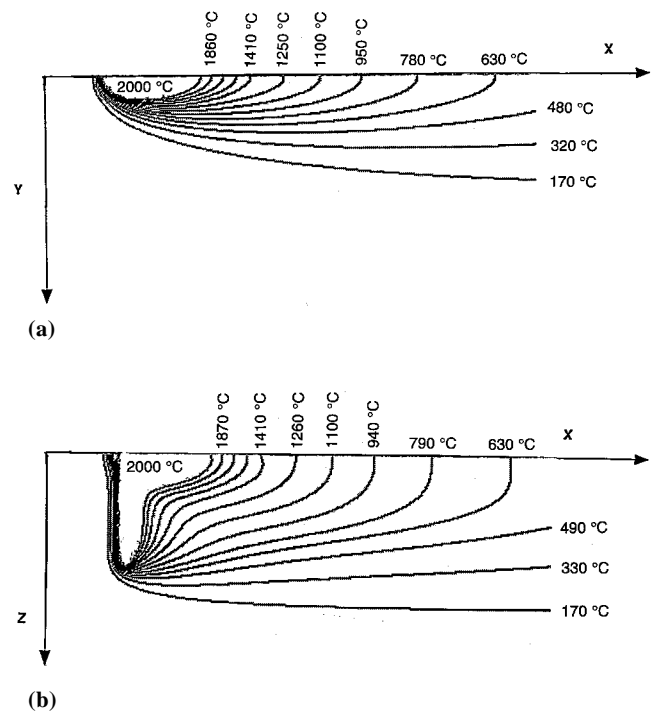 1860 °C
1410 °C
1250 °C
1100 °C
950 °C
780 °C
630 °C
X
2000 °C
480 °C
320 °C
170 °C
Y
(a)
1870 °C
1410 °C
1260 °C
1100 °C
940 °C
790 °C
630 °C
X
2000 °C
490 °C
330 °C
170 °C
Z
(b)